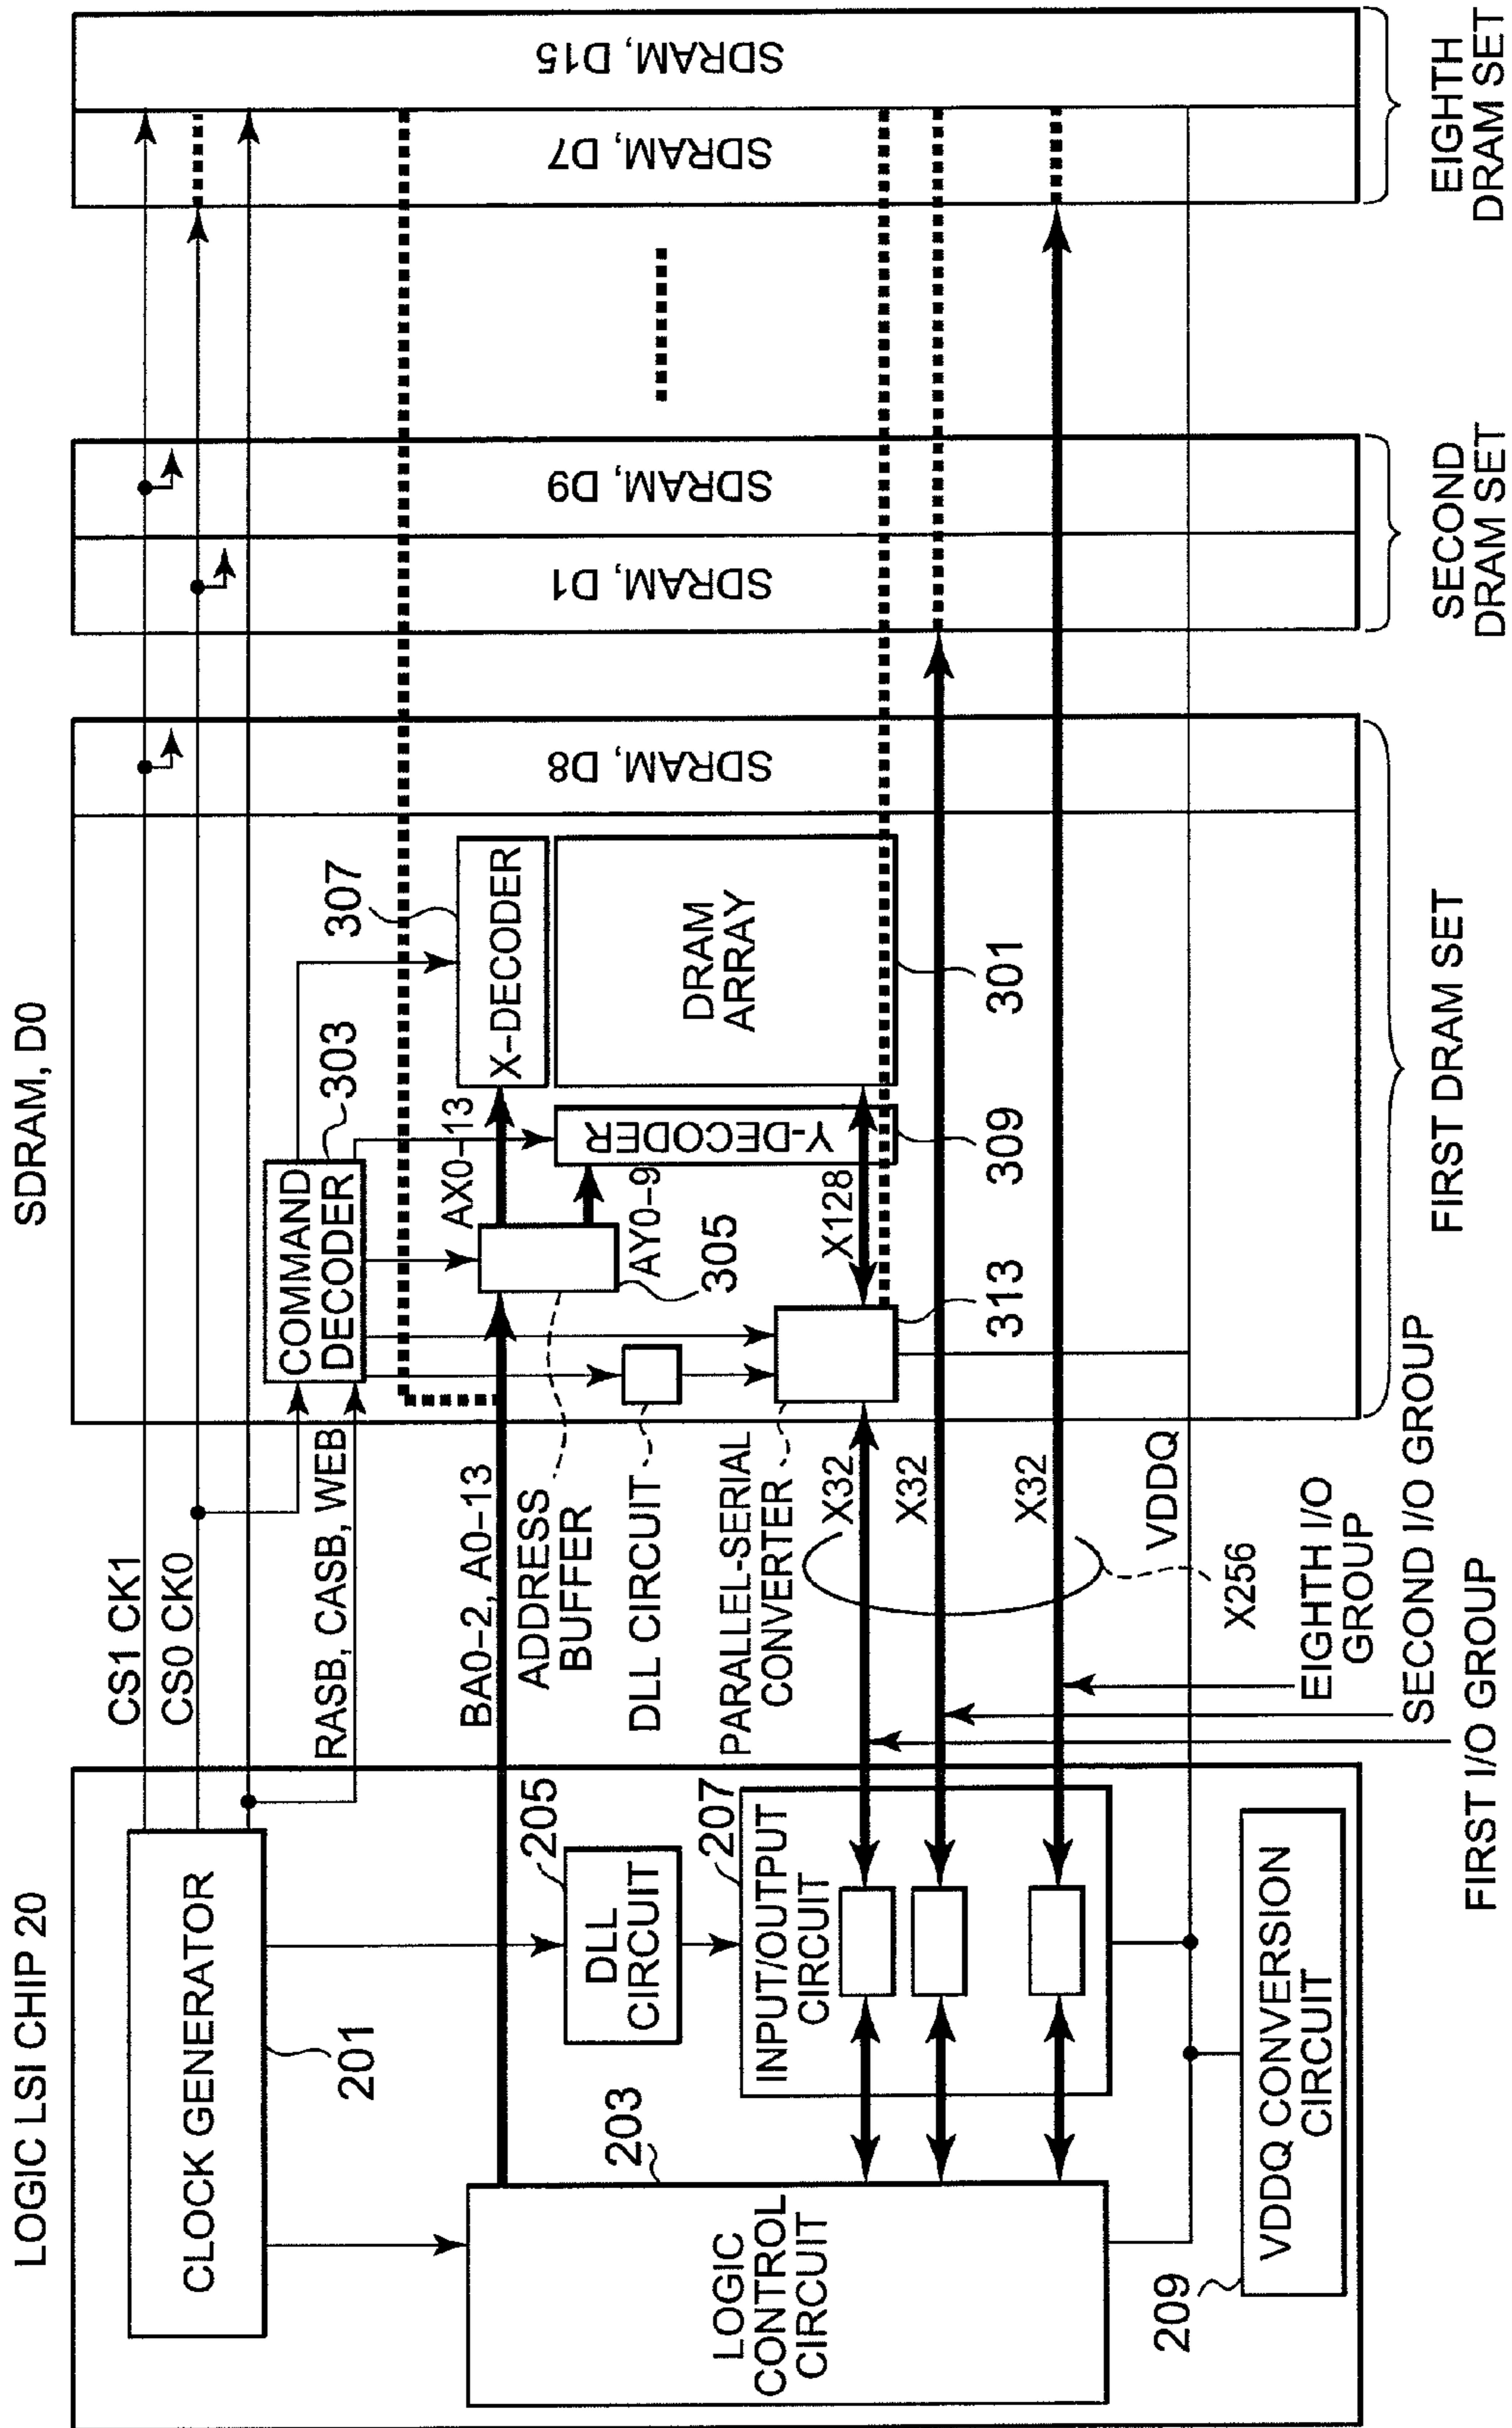 LOGIC LSI CHIP 20
SDRAM, D0
CLOCK GENERATOR
201
CS1 CK1
CS0 CK0
RASB, CASB, WEB
COMMAND
DECODER
303
307
X-DECODER
AX0-13
BA0-2, A0-13
ADDRESS
BUFFER
AY0-9
305
Y-DECODER
309
DRAM
ARRAY
301
LOGIC
CONTROL
CIRCUIT
203
DLL
CIRCUIT
205
INPUT/OUTPUT
CIRCUIT
207
DLL CIRCUIT
PARALLEL-SERIAL
CONVERTER
313
X128
X32
X32
X32
X256
VDDQ
VDDQ CONVERSION
CIRCUIT
209
EIGHTH I/O
GROUP
SECOND I/O GROUP
FIRST I/O GROUP
SDRAM, D8
SDRAM, D1
SDRAM, D9
SDRAM, D7
SDRAM, D15
FIRST DRAM SET
SECOND
DRAM SET
EIGHTH
DRAM SET